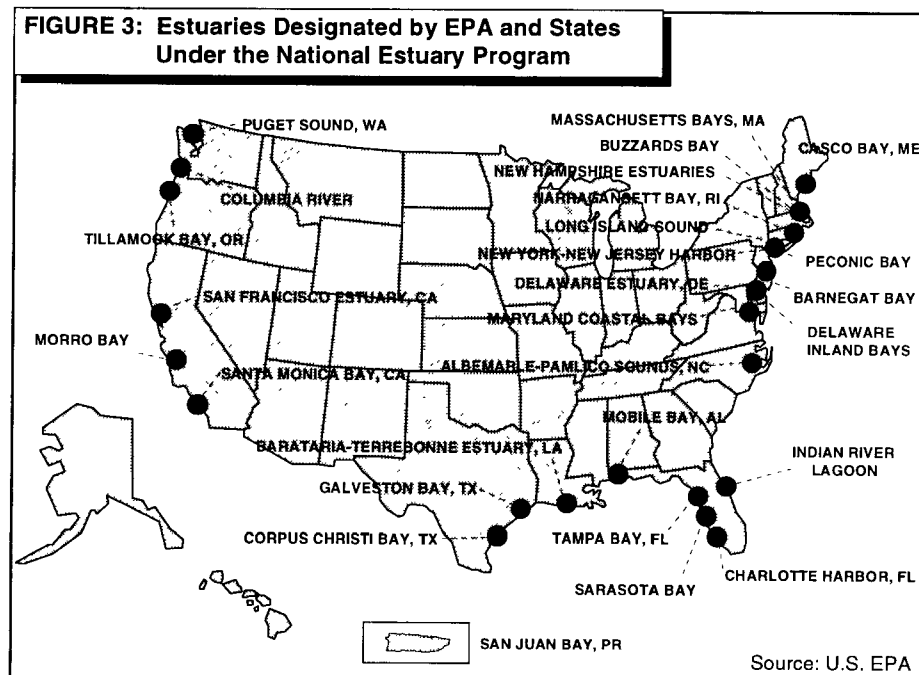 FIGURE 3: Estuaries Designated by EPA and States
Under the National Estuary Program
MASSACHUSETTS BAYS, MA
PUGET SOUND, WA
BUZZARDS BAY
CASCO BAY, ME
NEW HAMPSHIRE ESTUARIES
NARRAGANSETT BAY, RI
COLUMBIA RIVER
LONG ISLAND SOUND
TILLAMOOK BAY, OR
NEW YORK-NEW JERSEY HARBOR
PECONIC BAY
DELAWARE ESTUARY, DE
SAN FRANCISCO ESTUARY, CA
BARNEGAT BAY
MARYLAND COASTAL BAYS
DELAWARE
INLAND BAYS
MORRO BAY
ALBEMARLE-PAMLICO SOUNDS, NC
SANTA MONICA BAY, CA
MOBILE BAY, AL
BARATARIA-TERREBONNE ESTUARY, LA
INDIAN RIVER
LAGOON
GALVESTON BAY, TX
CORPUS CHRISTI BAY, TX
TAMPA BAY, FL
CHARLOTTE HARBOR, FL
SARASOTA BAY
SAN JUAN BAY, PR
Source: U.S. EPA